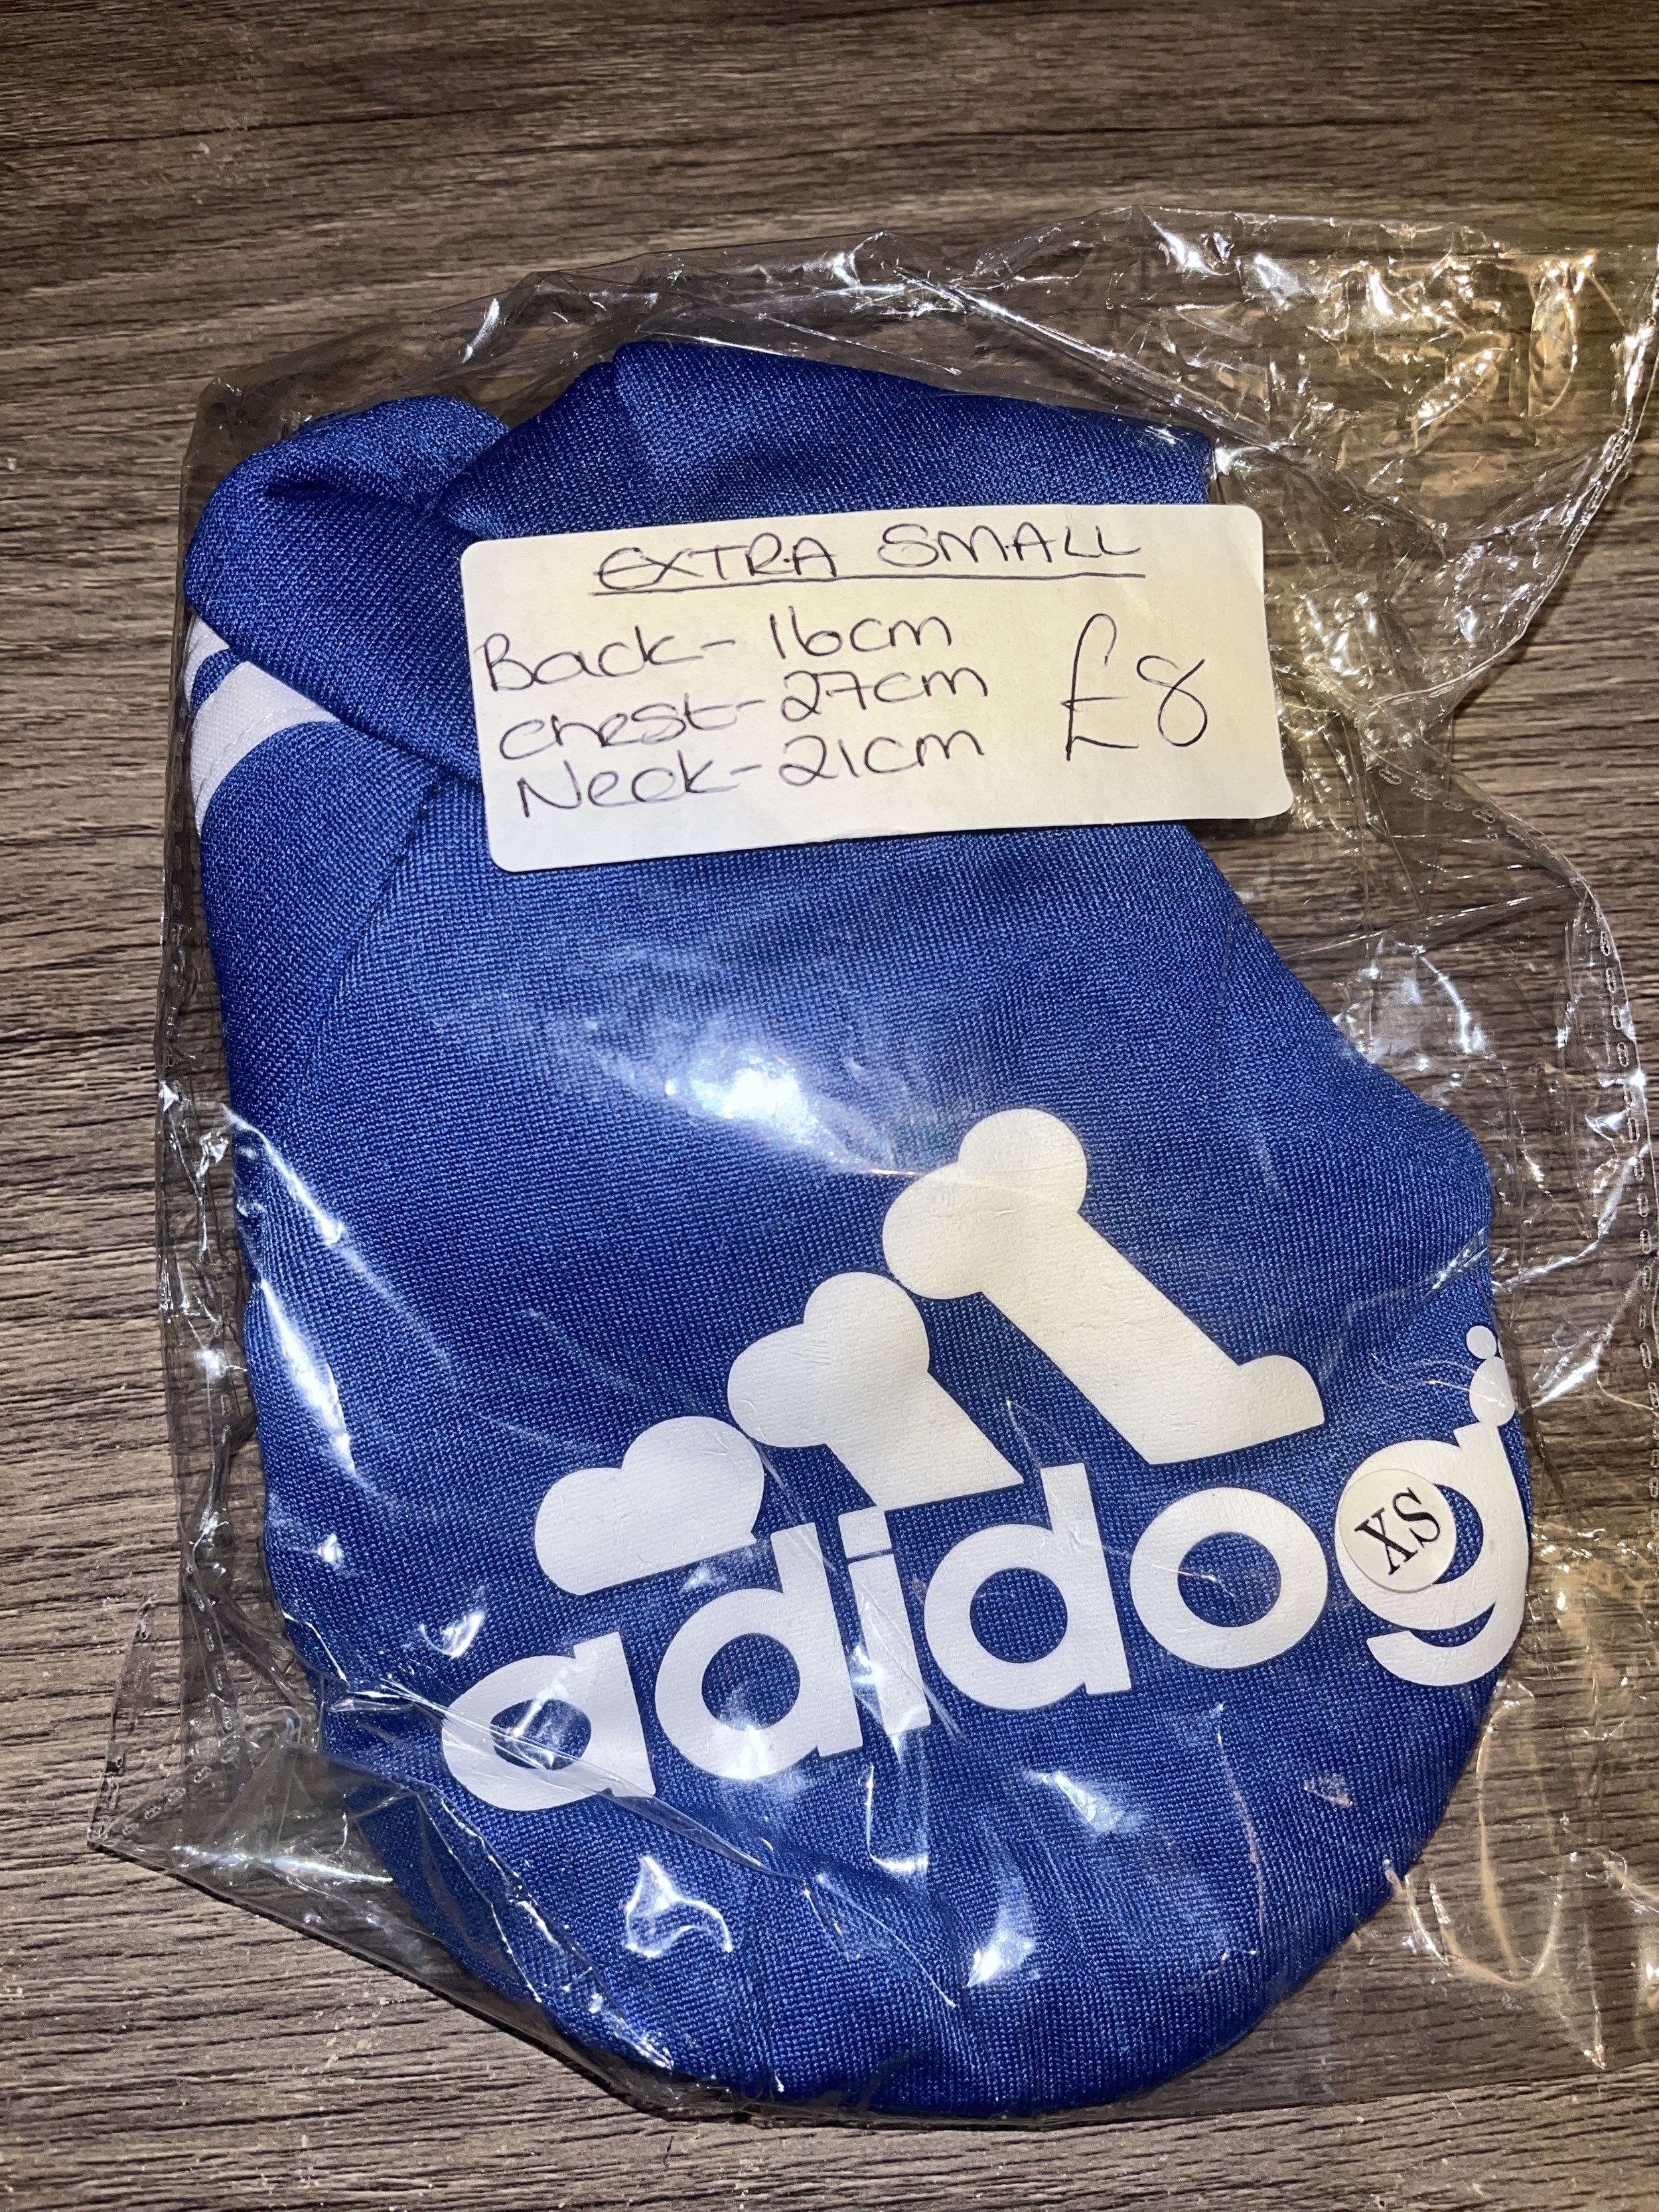 EXTRA SMALL
Back - 16cm
Chest - 27cm
Neck - 21cm
£8
adidog
XS